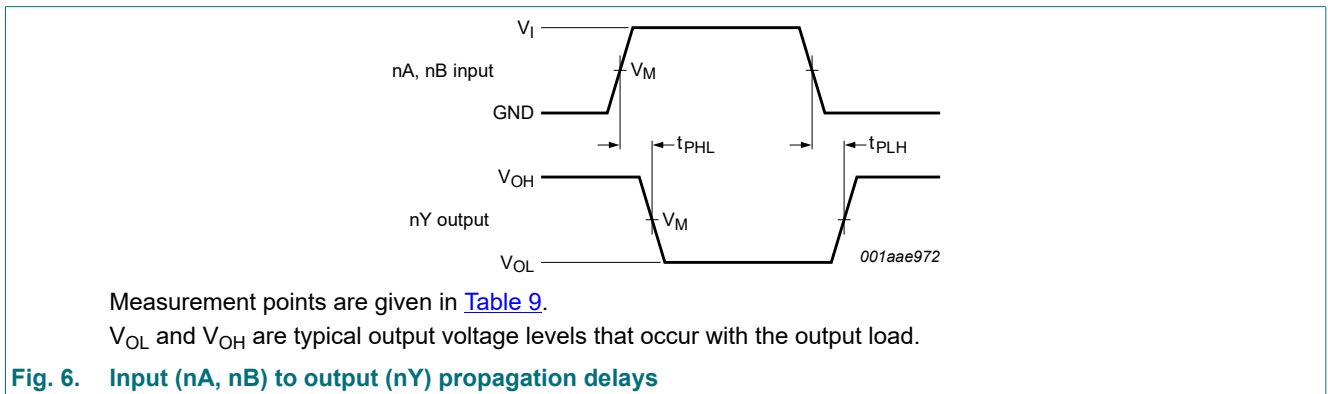 VI
nA, nB input
VM
GND
tPHL
tPLH
VOH
nY output
VM
VOL
001aae972
Measurement points are given in Table 9.
VOL and VOH are typical output voltage levels that occur with the output load.
Fig. 6. Input (nA, nB) to output (nY) propagation delays